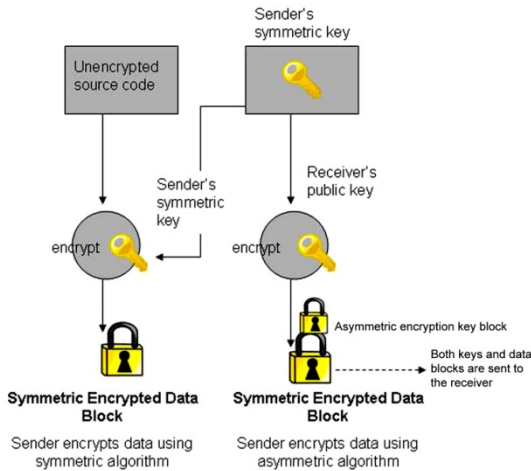 Sender's
symmetric key
Unencrypted
source code
Sender's
symmetric
key
Receiver's
public key
encrypt
encrypt
Asymmetric encryption key block
Both keys and data
blocks are sent to
the receiver
Symmetric Encrypted Data
Block
Sender encrypts data using
symmetric algorithm
Symmetric Encrypted Data
Block
Sender encrypts data using
asymmetric algorithm